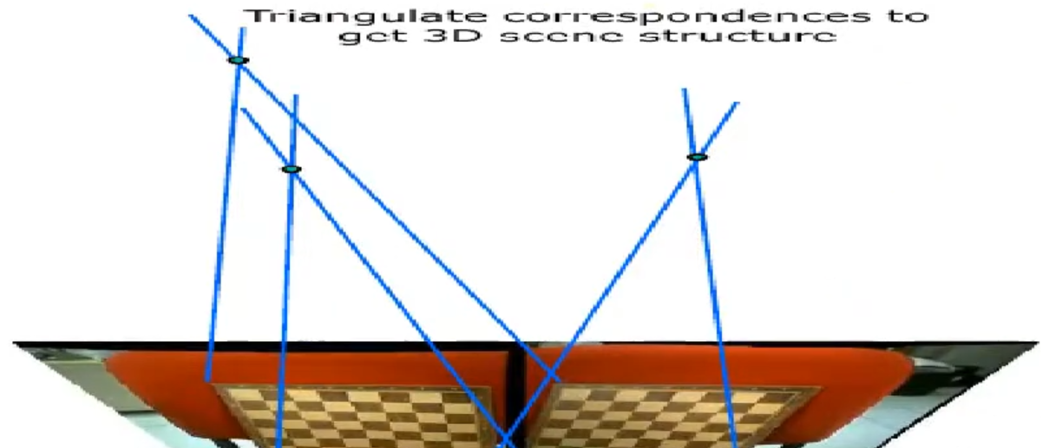 Triangulate correspondences to
get 3D scene structure